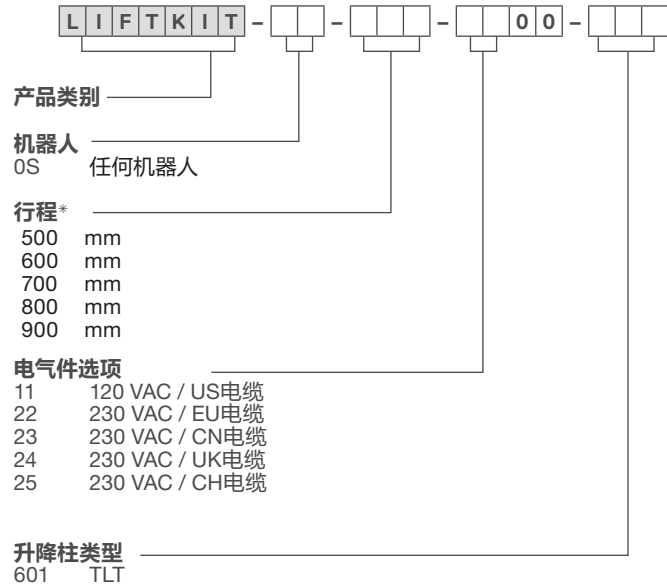 LIFTKIT - - - 00 -
产品类别
机器人
0S 任何机器人
行程*
500 mm
600 mm
700 mm
800 mm
900 mm
电气件选项
11 120 VAC / US电缆
22 230 VAC / EU电缆
23 230 VAC / CN电缆
24 230 VAC / UK电缆
25 230 VAC / CH电缆
升降柱类型
601 TLT